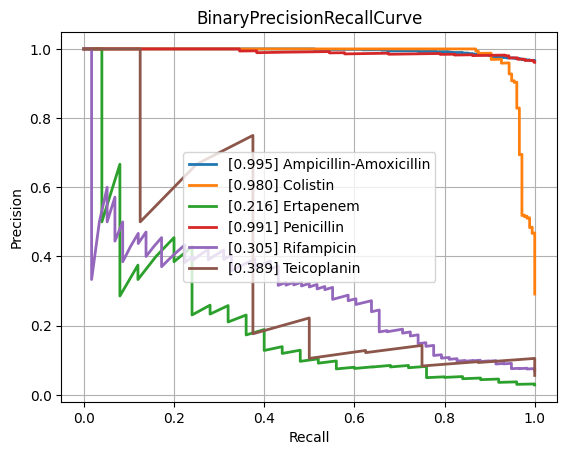 BinaryPrecisionRecallCurve
Precision
1.0
0.8
0.6
0.4
0.2
0.0
[0.995] Ampicillin-Amoxicillin
[0.980] Colistin
[0.216] Ertapenem
[0.991] Penicillin
[0.305] Rifampicin
[0.389] Teicoplanin
0.0 0.2 0.4 0.6 0.8 1.0
Recall